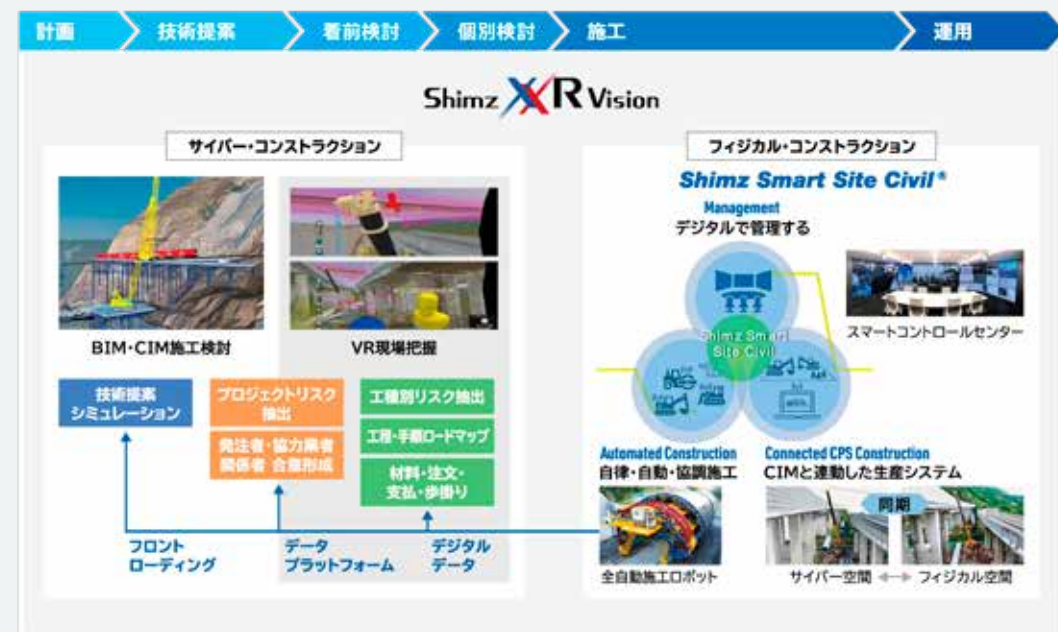 計画
技術提案
着前検討
個別検討
施工
運用
Shimz XXR Vision
サイバー・コンストラクション
BIM・CIM施工検討
VR現場把握
技術提案
シミュレーション
プロジェクトリスク
抽出
発注者・協力業者
関係者 合意形成
工種別リスク抽出
工程・手順ロードマップ
材料・注文・
支払・歩掛り
フロント
ローディング
データ
プラットフォーム
デジタル
データ
フィジカル・コンストラクション
Shimz Smart Site Civil®
Management
デジタルで管理する
Shimz Smart
Site Civil
スマートコントロールセンター
Automated Construction
自律・自動・協調施工
全自動施工ロボット
Connected CPS Construction
CIMと連動した生産システム
同期
サイバー空間
フィジカル空間